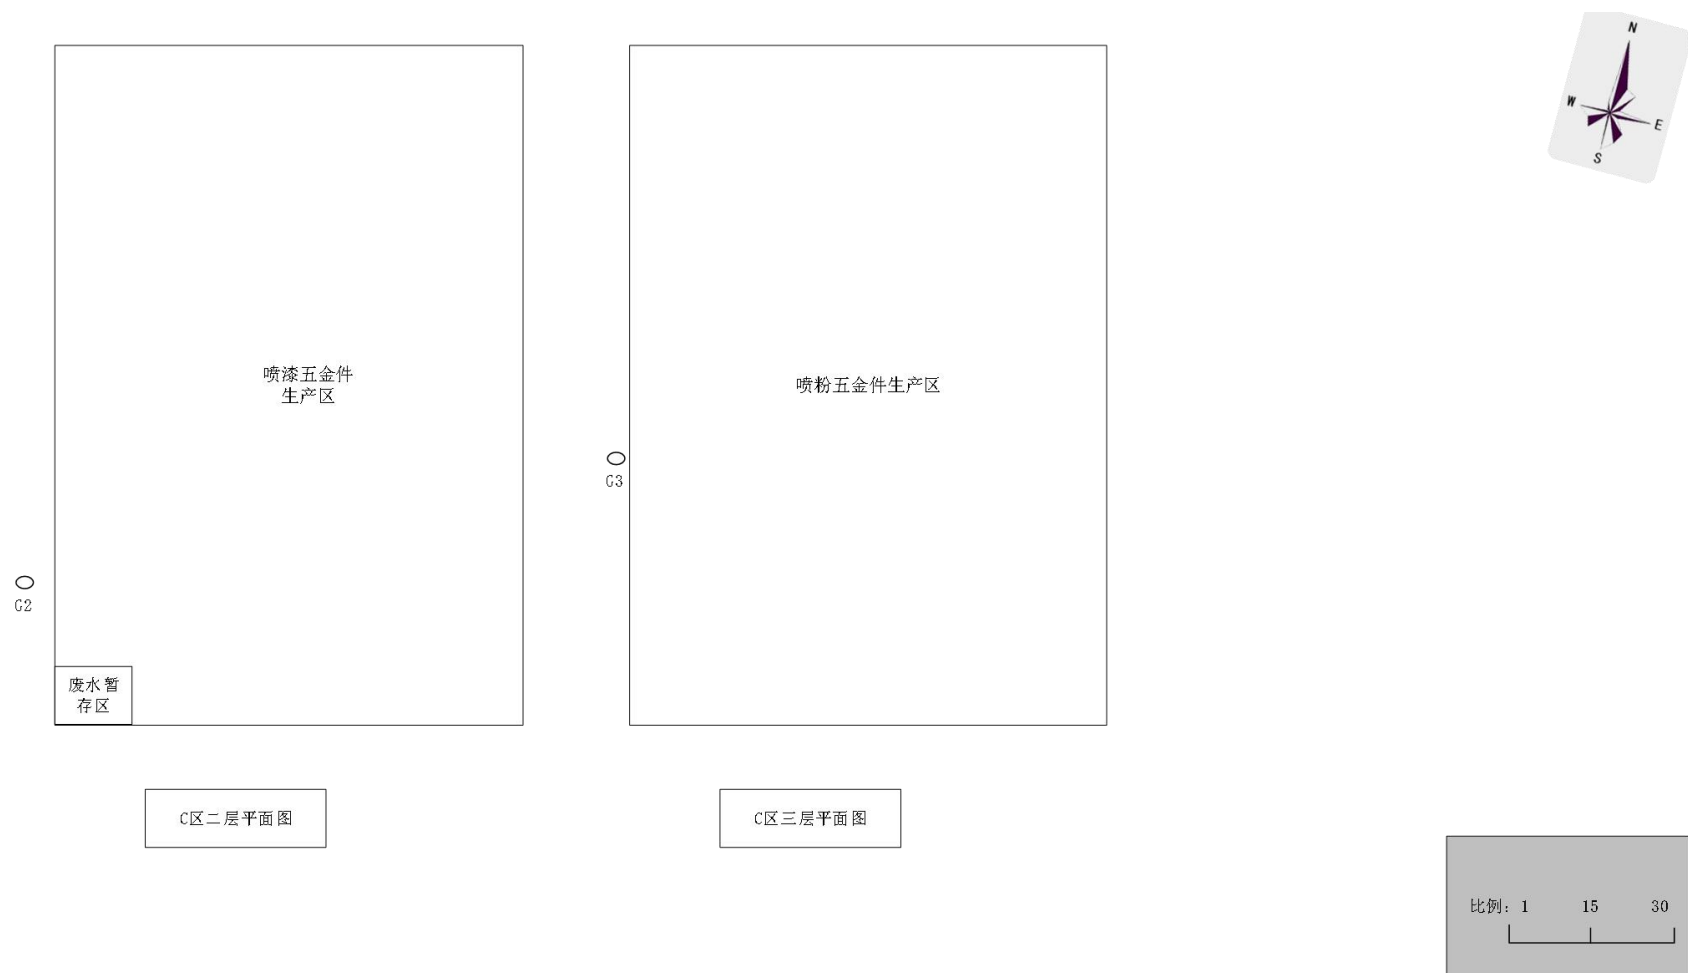 N
W
E
S
喷漆五金件
生产区
喷粉五金件生产区
G3
G2
废水暂
存区
C区二层平面图
C区三层平面图
比例： 1 15 30